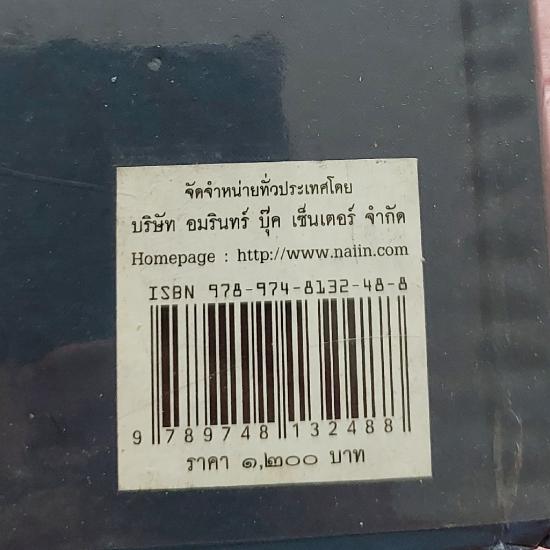 จัดจำหน่ายทั่วประเทศโดย
บริษัท อมรินทร์ บุ๊ค เซ็นเตอร์ จำกัด
Homepage : http://www.naiin.com
ISBN 978-974-8132-48-8
9 789748 132488
ราคา ๑,๒๐๐ บาท